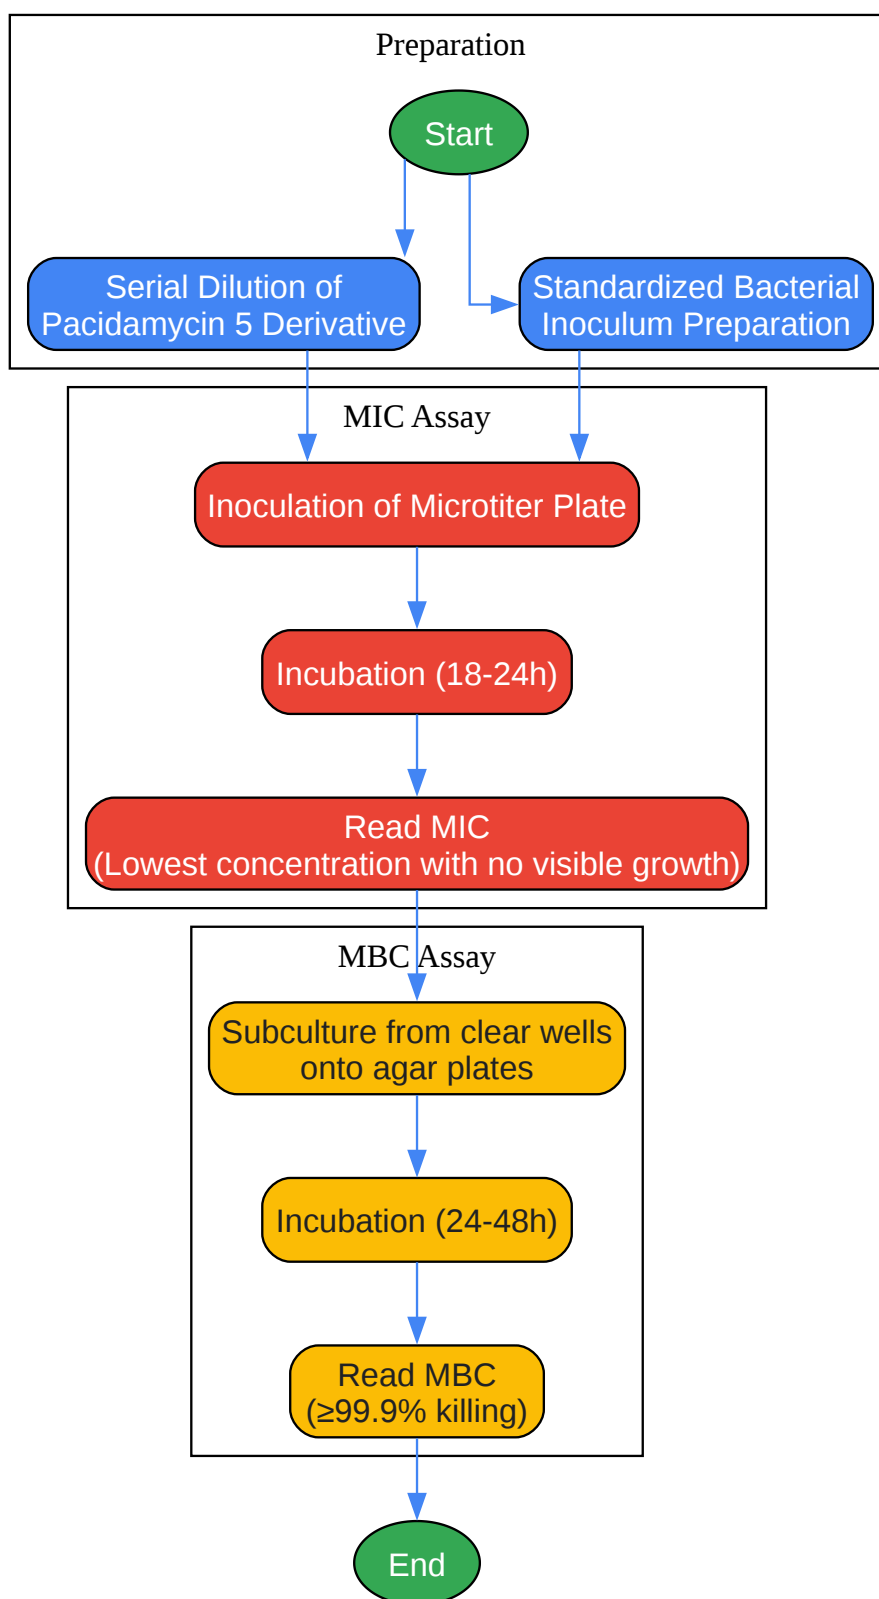 Preparation
Start
Serial Dilution of
Pacidamycin 5 Derivative
Standardized Bacterial
Inoculum Preparation
MIC Assay
Inoculation of Microtiter Plate
Incubation (18-24h)
Read MIC
(Lowest concentration with no visible growth)
MBC Assay
Subculture from clear wells
onto agar plates
Incubation (24-48h)
Read MBC
(≥99.9% killing)
End